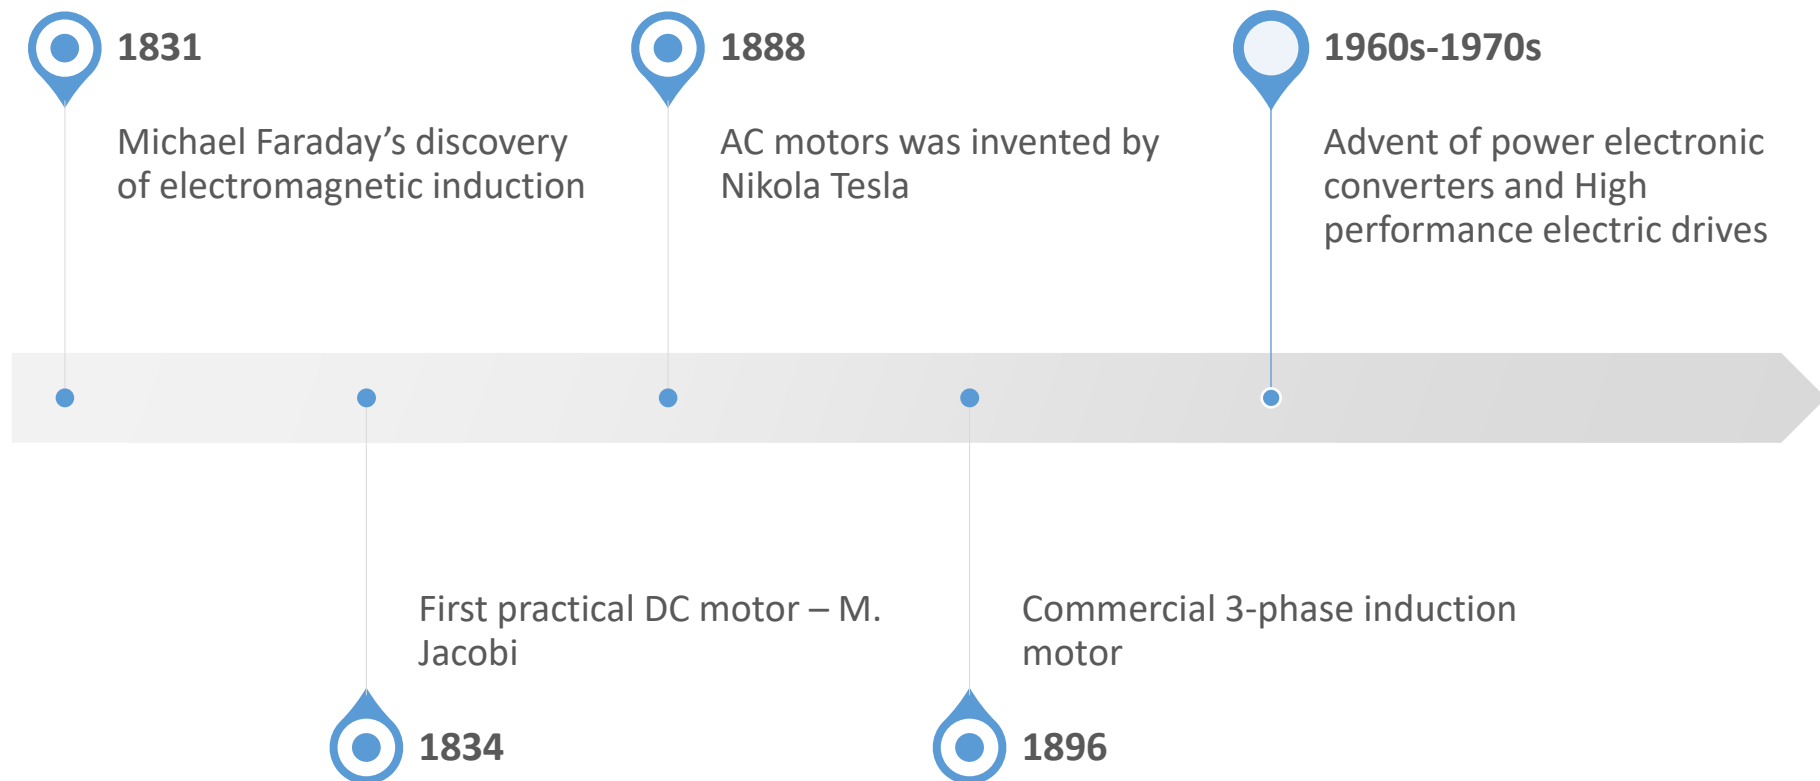 1831
Michael Faraday’s discovery
of electromagnetic induction
1888
AC motors was invented by
Nikola Tesla
1960s-1970s
Advent of power electronic
converters and High
performance electric drives
First practical DC motor – M.
Jacobi
1834
Commercial 3-phase induction
motor
1896